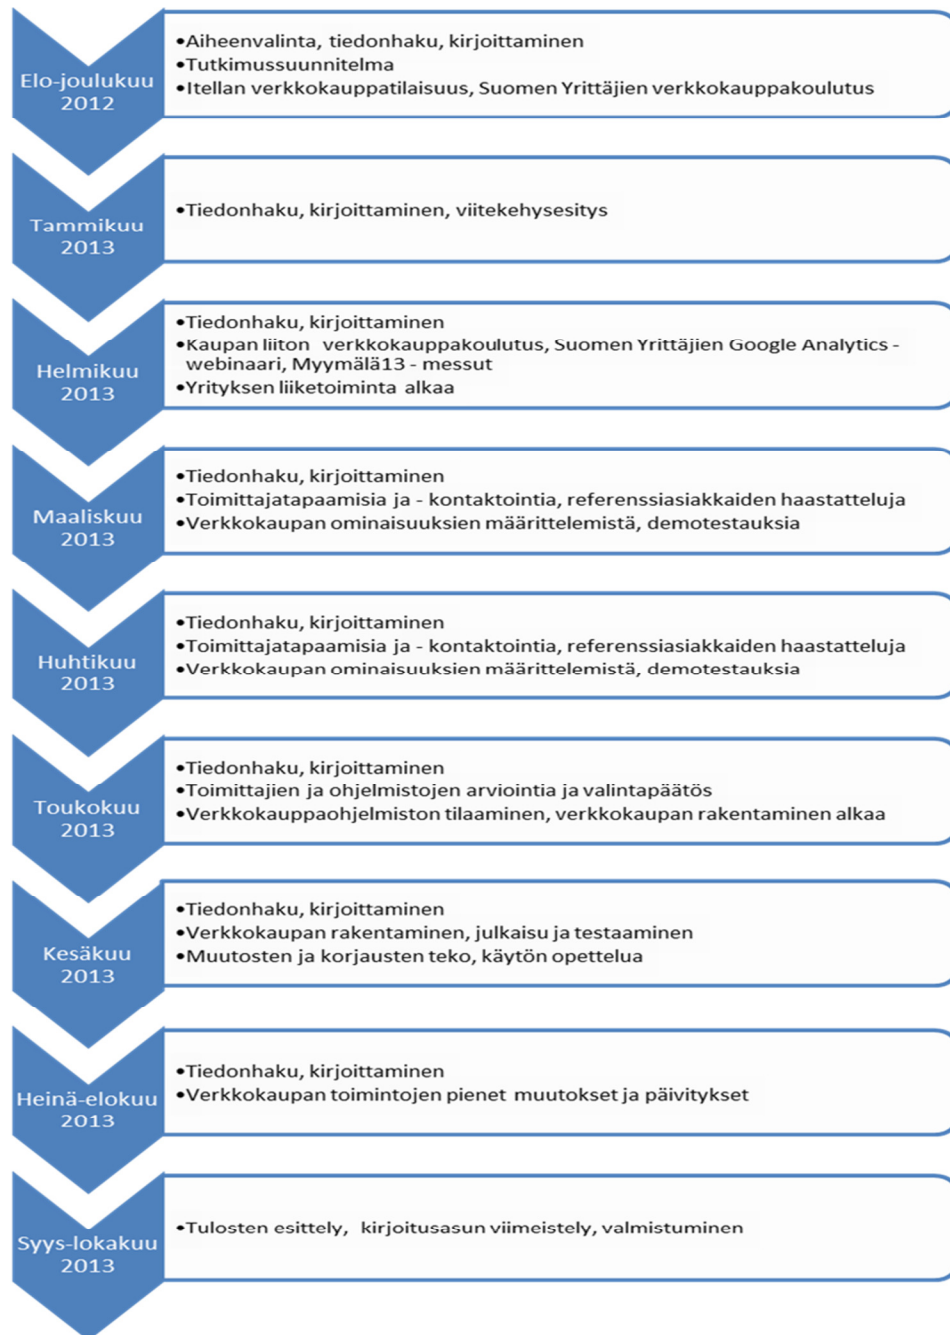 Elo-joulukuu
2012
•Aiheenvalinta, tiedonhaku, kirjoittaminen
•Tutkimussuunnitelma
•Itellan verkkokauppatilaisuus, Suomen Yrittäjien verkkokauppakoulutus
Tammikuu
2013
•Tiedonhaku, kirjoittaminen, viitekehysesitys
Helmikuu
2013
•Tiedonhaku, kirjoittaminen
•Kaupan liiton verkkokauppakoulutus, Suomen Yrittäjien Google Analytics -
webinaari, Myymälä13 - messut
•Yrityksen liiketoiminta alkaa
Maaliskuu
2013
•Tiedonhaku, kirjoittaminen
•Toimittajatapaamisia ja - kontaktointia, referenssiasiakkaiden haastatteluja
•Verkkokaupan ominaisuuksien määrittelemistä, demotestauksia
Huhtikuu
2013
•Tiedonhaku, kirjoittaminen
•Toimittajatapaamisia ja - kontaktointia, referenssiasiakkaiden haastatteluja
•Verkkokaupan ominaisuuksien määrittelemistä, demotestauksia
Toukokuu
2013
•Tiedonhaku, kirjoittaminen
•Toimittajien ja ohjelmistojen arviointia ja valintapäätös
•Verkkokauppaohjelmiston tilaaminen, verkkokaupan rakentaminen alkaa
Kesäkuu
2013
•Tiedonhaku, kirjoittaminen
•Verkkokaupan rakentaminen, julkaisu ja testaaminen
•Muutosten ja korjausten teko, käytön opettelua
Heinä-elokuu
2013
•Tiedonhaku, kirjoittaminen
•Verkkokaupan toimintojen pienet muutokset ja päivitykset
Syys-lokakuu
2013
•Tulosten esittely, kirjoitusasun viimeistely, valmistuminen